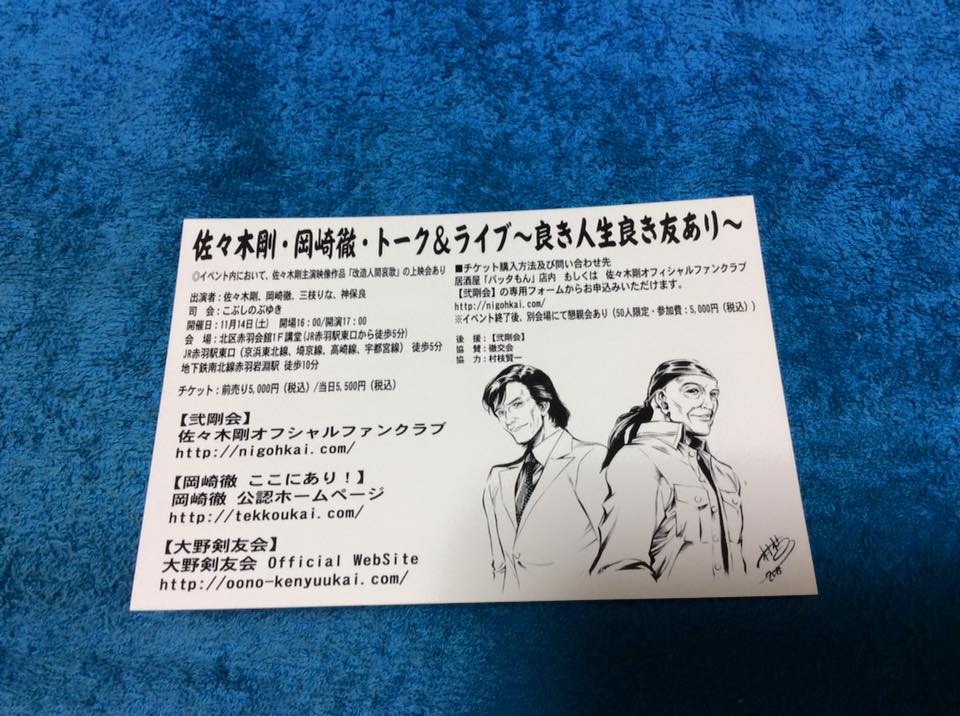 佐々木剛・岡崎徹・トーク&ライブ〜良き人生良き友あり〜
◎イベント内において、佐々木剛主演映像作品「改造人間哀歌」の上映会あり
出演者：佐々木剛、岡崎徹、三枝りな、神保良
司　会：こぶしのぶゆき
開催日：11月14日(土)　開場16:00/開演17:00
会　場：北区赤羽会館1F講堂(JR赤羽駅東口から徒歩5分)
JR赤羽駅東口（京浜東北線、埼京線、高崎線、宇都宮線） 徒歩5分
地下鉄南北線赤羽岩淵駅 徒歩10分
チケット：前売り5,000円(税込)/当日5,500円(税込)
■チケット購入方法及び問い合わせ先
居酒屋「バッタもん」店内　もしくは　佐々木剛オフィシャルファンクラブ
【弐剛会】の専用フォームからお申込みいただけます。
http://nigohkai.com/
※イベント終了後、別会場にて懇親会あり（50人限定・参加費：5,000円(税込)）
後　援：【弐剛会】
協　賛：徹交会
協　力：村枝賢一
【弐剛会】
佐々木剛オフシャルファンクラブ
http://nigohkai.com/
【岡崎徹 ここにあり！】
岡崎徹 公認ホームページ
http://tekkoukai.com/
【大野剣友会】
大野剣友会 Official WebSite
http://oono-kenyuukai.com/